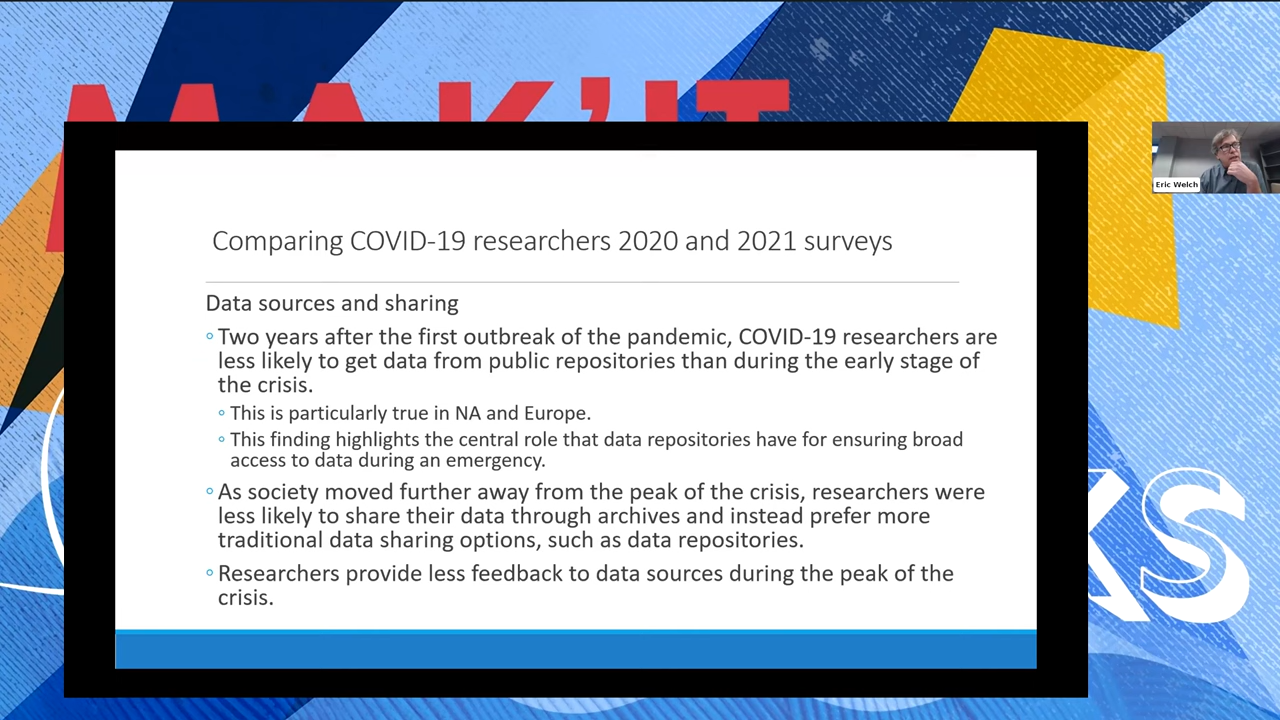 MAK'IT
Eric Welch
Comparing COVID-19 researchers 2020 and 2021 surveys
Data sources and sharing
Two years after the first outbreak of the pandemic, COVID-19 researchers are
less likely to get data from public repositories than during the early stage of
the crisis.
This is particularly true in NA and Europe.
This finding highlights the central role that data repositories have for ensuring broad
access to data during an emergency.
As society moved further away from the peak of the crisis, researchers were
less likely to share their data through archives and instead prefer more
traditional data sharing options, such as data repositories.
Researchers provide less feedback to data sources during the peak of the
crisis.